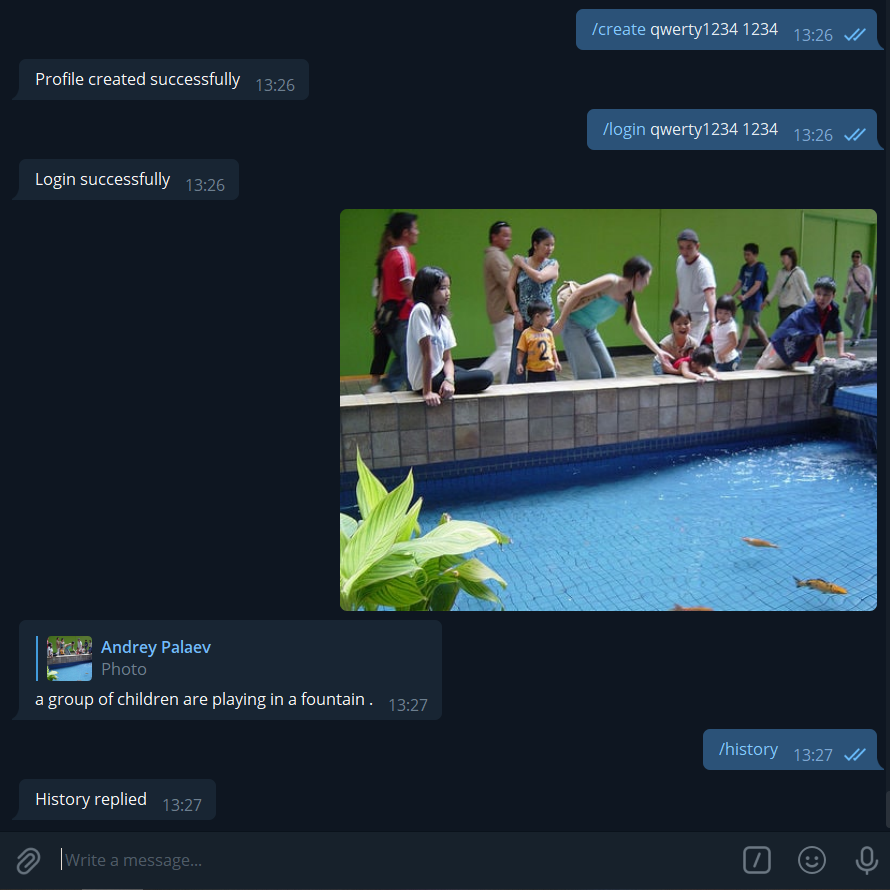 /create qwerty1234 1234 13:26
Profile created successfully 13:26
/login qwerty1234 1234 13:26
Login successfully 13:26
2
Andrey Palaev
Photo
a group of children are playing in a fountain . 13:27
/history 13:27
History replied 13:27
Write a message...